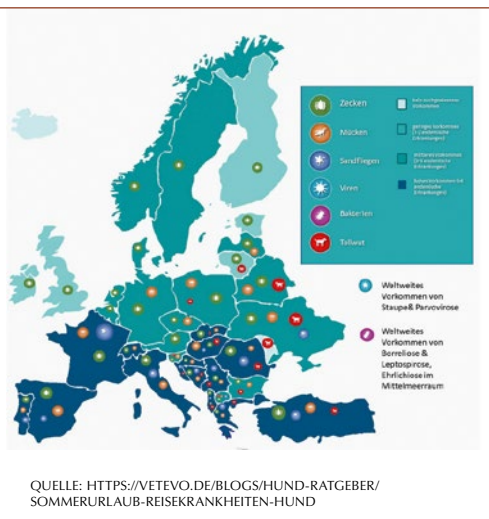 Zecken
Mücken
Sandfliegen
Viren
Bakterien
Tollwut
Weltweites
Vorkommen von
Staupe& Parvovirose
Weltweites
Vorkommen von
Borreliose &
Leptospirose,
Ehrlichiose im
Mittelmeerraum
QUELLE: HTTPS://VETEVO.DE/BLOGS/HUND-RATGEBER/
SOMMERURLAUB-REISEKRANKHEITEN-HUND